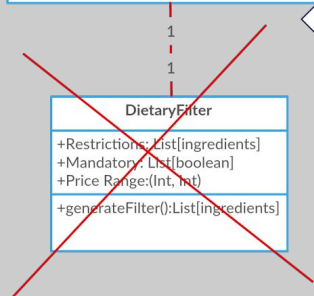 1
1
DietaryFilter
+Restrictions: List[ingredients]
+Mandatory: List[boolean]
+Price Range:(Int, Int)
+generateFilter():List[ingredients]